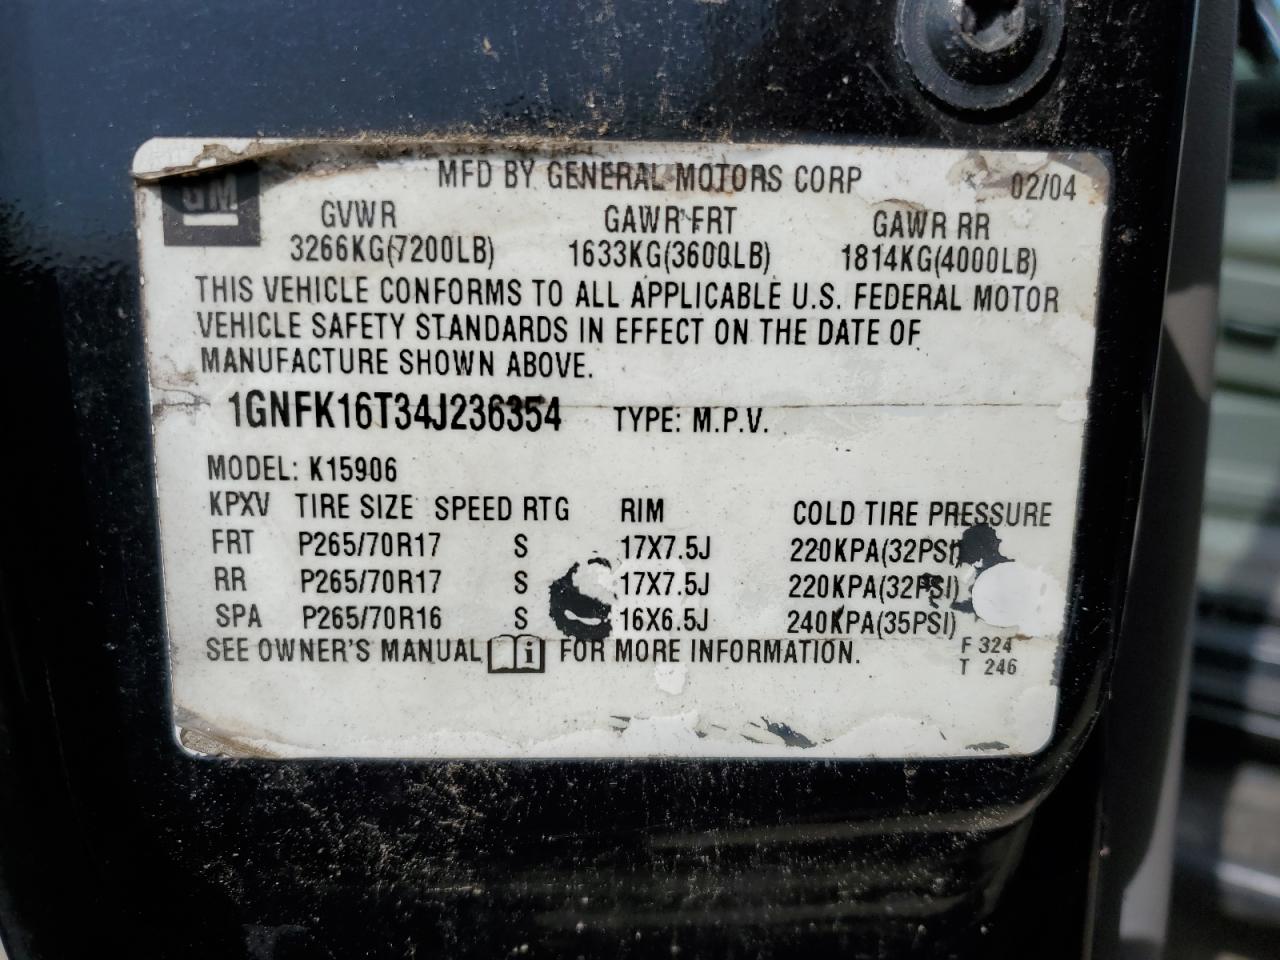 GM
MFD BY GENERAL MOTORS CORP 02/04
GVWR GAWR FRT GAWR RR
3266KG(7200LB) 1633KG(3600LB) 1814KG(4000LB)
THIS VEHICLE CONFORMS TO ALL APPLICABLE U.S. FEDERAL MOTOR
VEHICLE SAFETY STANDARDS IN EFFECT ON THE DATE OF
MANUFACTURE SHOWN ABOVE.
1GNFK16T34J236354 TYPE: M.P.V.
MODEL: K15906
KPXV TIRE SIZE SPEED RTG RIM COLD TIRE PRESSURE
FRT P265/70R17 S 17X7.5J 220KPA(32PSI)
RR P265/70R17 S 17X7.5J 220KPA(32PSI)
SPA P265/70R16 S 16X6.5J 240KPA(35PSI)
SEE OWNER'S MANUAL i FOR MORE INFORMATION. F 324
T 246